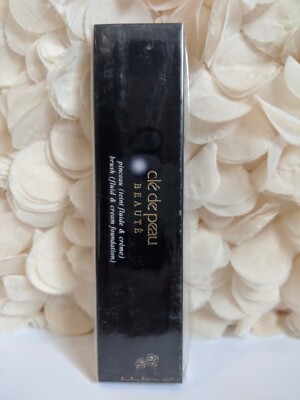 clé de peau
BEAUTÉ
pinceau (teint fluide & crème)
brush (fluid & cream foundation)